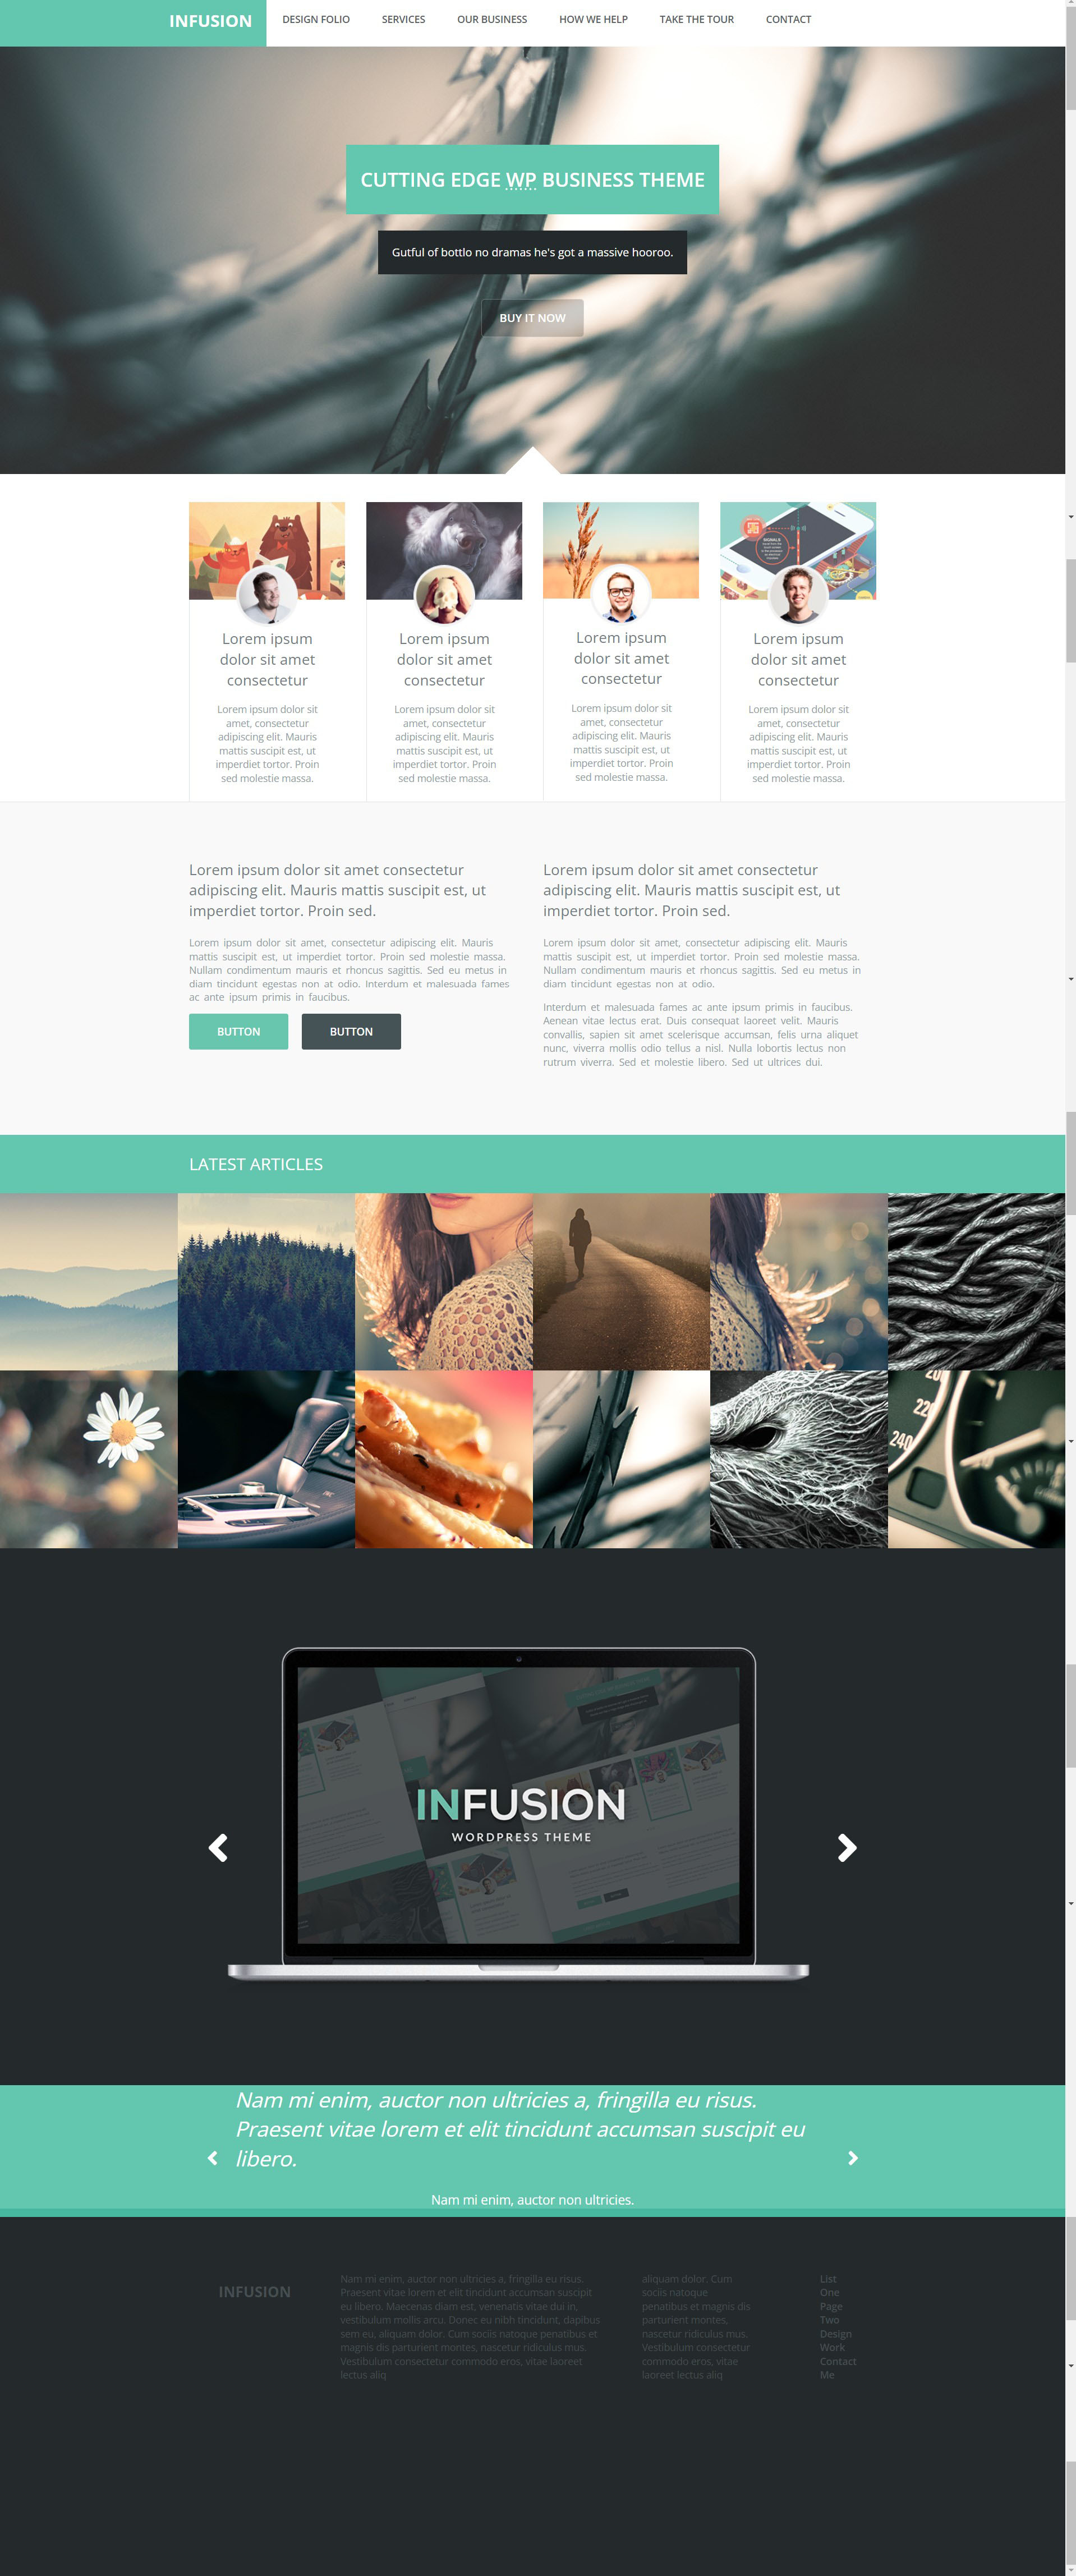 INFUSION
DESIGN FOLIO
SERVICES
OUR BUSINESS
HOW WE HELP
TAKE THE TOUR
CONTACT
CUTTING EDGE WP BUSINESS THEME
Gutful of bottlo no dramas he's got a massive hooroo.
BUY IT NOW
SIGNALS
Lorem ipsum
dolor sit amet
consectetur
Lorem ipsum dolor sit
amet, consectetur
adipiscing elit. Mauris
mattis suscipit est, ut
imperdiet tortor. Proin
sed molestie massa.
Lorem ipsum
dolor sit amet
consectetur
Lorem ipsum dolor sit
amet, consectetur
adipiscing elit. Mauris
mattis suscipit est, ut
imperdiet tortor. Proin
sed molestie massa.
Lorem ipsum
dolor sit amet
consectetur
Lorem ipsum dolor sit
amet, consectetur
adipiscing elit. Mauris
mattis suscipit est, ut
imperdiet tortor. Proin
sed molestie massa.
Lorem ipsum
dolor sit amet
consectetur
Lorem ipsum dolor sit
amet, consectetur
adipiscing elit. Mauris
mattis suscipit est, ut
imperdiet tortor. Proin
sed molestie massa.
Lorem ipsum dolor sit amet consectetur
adipiscing elit. Mauris mattis suscipit est, ut
imperdiet tortor. Proin sed.
Lorem ipsum dolor sit amet, consectetur adipiscing elit. Mauris
mattis suscipit est, ut imperdiet tortor. Proin sed molestie massa.
Nullam condimentum mauris et rhoncus sagittis. Sed eu metus in
diam tincidunt egestas non at odio. Interdum et malesuada fames
ac ante ipsum primis in faucibus.
BUTTON
BUTTON
Lorem ipsum dolor sit amet consectetur
adipiscing elit. Mauris mattis suscipit est, ut
imperdiet tortor. Proin sed.
Lorem ipsum dolor sit amet, consectetur adipiscing elit. Mauris
mattis suscipit est, ut imperdiet tortor. Proin sed molestie massa.
Nullam condimentum mauris et rhoncus sagittis. Sed eu metus in
diam tincidunt egestas non at odio.
Interdum et malesuada fames ac ante ipsum primis in faucibus.
Aenean vitae lectus erat. Duis consequat laoreet velit. Mauris
convallis, sapien sit amet scelerisque accumsan, felis urna aliquet
nunc, viverra mollis odio tellus a nisl. Nulla lobortis lectus non
rutrum viverra. Sed et molestie libero. Sed ut ultrices dui.
LATEST ARTICLES
220
240
INFUSION
WORDPRESS THEME
Nam mi enim, auctor non ultricies a, fringilla eu risus.
Praesent vitae lorem et elit tincidunt accumsan suscipit eu
libero.
Nam mi enim, auctor non ultricies.
INFUSION
Nam mi enim, auctor non ultricies a, fringilla eu risus.
Praesent vitae lorem et elit tincidunt accumsan suscipit
eu libero. Maecenas diam est, venenatis vitae dui in,
vestibulum mollis arcu. Donec eu nibh tincidunt, dapibus
sem eu, aliquam dolor. Cum sociis natoque penatibus et
magnis dis parturient montes, nascetur ridiculus mus.
Vestibulum consectetur commodo eros, vitae laoreet
lectus aliq
aliquam dolor. Cum
sociis natoque
penatibus et magnis dis
parturient montes,
nascetur ridiculus mus.
Vestibulum consectetur
commodo eros, vitae
laoreet lectus aliq
List
One
Page
Two
Design
Work
Contact
Me